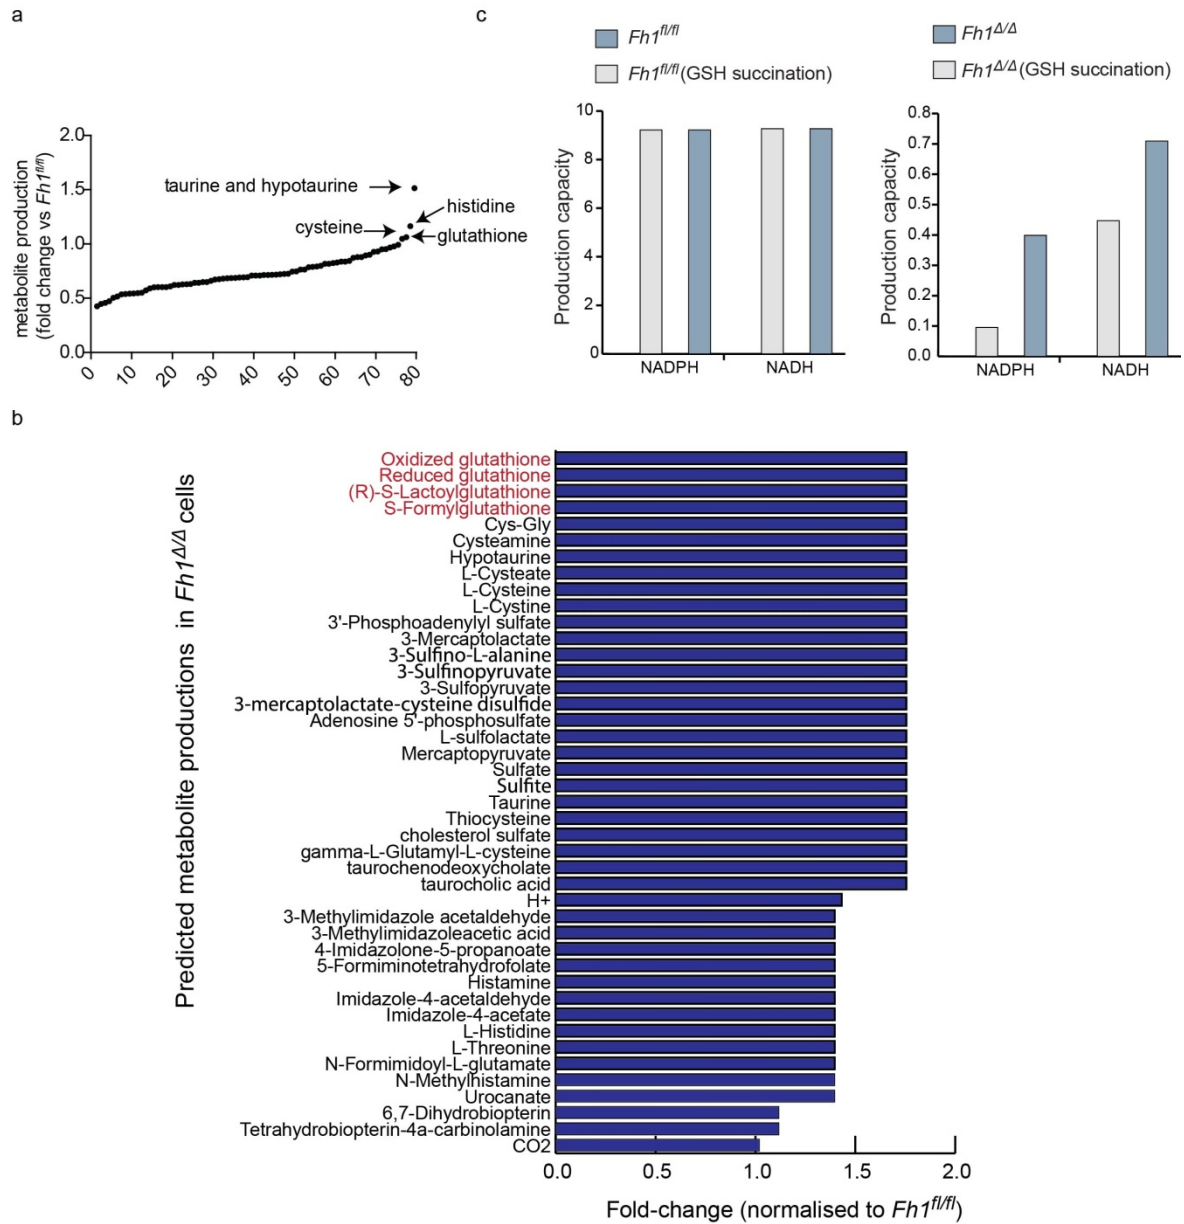 a
metabolite production
(fold change vs Fh1fl/fl)
2.0
1.5
1.0
0.5
0.0
taurine and hypotaurine
histidine
cysteine
glutathione
0
10
20
30
40
50
60
70
80
c
Fh1fl/fl
Fh1fl/fl (GSH succination)
Production capacity
10
8
6
4
2
0
NADPH
NADH
Fh1Δ/Δ
Fh1Δ/Δ (GSH succination)
Production capacity
0.8
0.7
0.6
0.5
0.4
0.3
0.2
0.1
0.0
NADPH
NADH
b
Predicted metabolite productions in Fh1Δ/Δ cells
Oxidized glutathione
Reduced glutathione
(R)-S-Lactoylglutathione
S-Formylglutathione
Cys-Gly
Cysteamine
Hypotaurine
L-Cysteate
L-Cysteine
L-Cystine
3'-Phosphoadenylyl sulfate
3-Mercaptolactate
3-Sulfino-L-alanine
3-Sulfinopyruvate
3-Sulfopyruvate
3-mercaptolactate-cysteine disulfide
Adenosine 5'-phosphosulfate
L-sulfolactate
Mercaptopyruvate
Sulfate
Sulfite
Taurine
Thiocysteine
cholesterol sulfate
gamma-L-Glutamyl-L-cysteine
taurochenodeoxycholate
taurocholic acid
H+
3-Methylimidazole acetaldehyde
3-Methylimidazoleacetic acid
4-Imidazolone-5-propanoate
5-Formiminotetrahydrofolate
Histamine
Imidazole-4-acetaldehyde
Imidazole-4-acetate
L-Histidine
L-Threonine
N-Formimidoyl-L-glutamate
N-Methylhistamine
Urocanate
6,7-Dihydrobiopterin
Tetrahydrobiopterin-4a-carbinolamine
CO2
0.0
0.5
1.0
1.5
2.0
Fold-change (normalised to Fh1fl/fl)